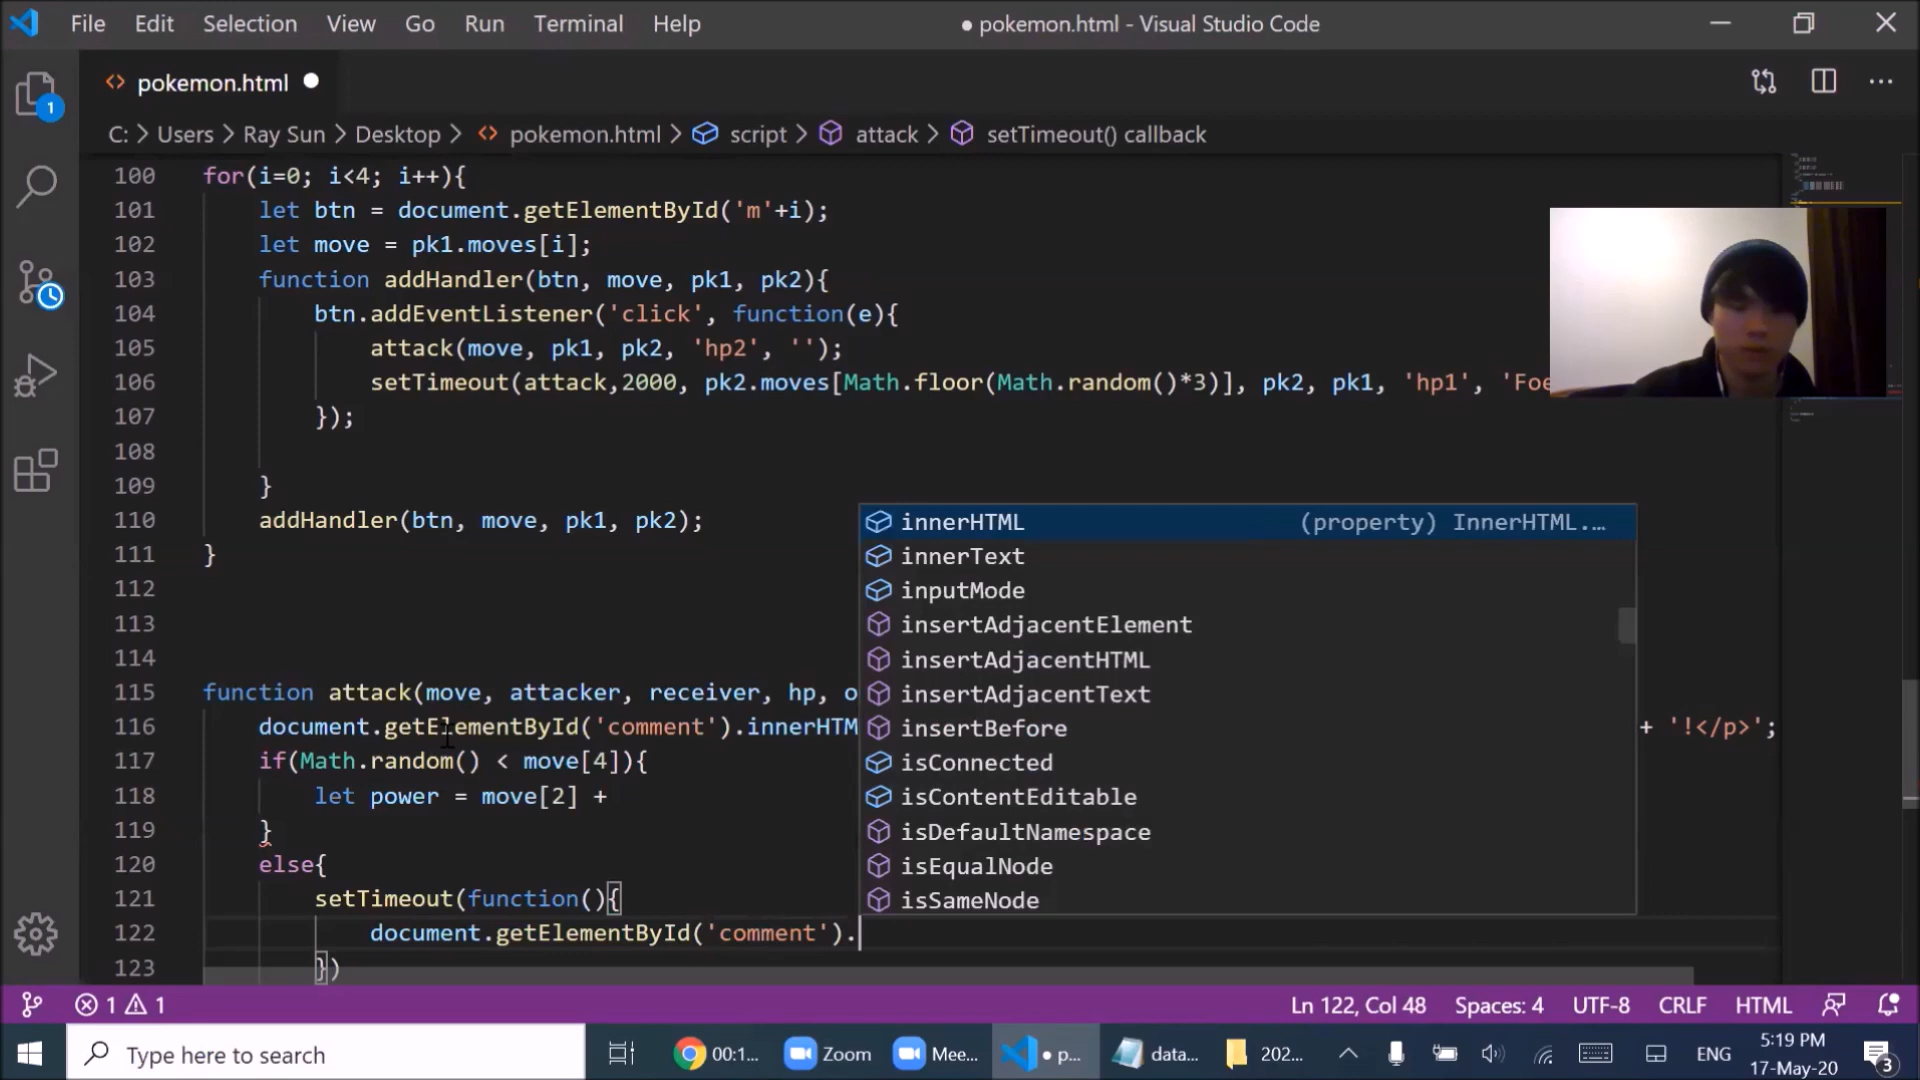 File Edit Selection View Go Run Terminal Help
● pokemon.html - Visual Studio Code
<> pokemon.html ●
C: > Users > Ray Sun > Desktop > <> pokemon.html > script > attack > setTimeout() callback
1
100 for(i=0; i<4; i++){
101 let btn = document.getElementById('m'+i);
102 let move = pk1.moves[i];
103 function addHandler(btn, move, pk1, pk2){
104 btn.addEventListener('click', function(e){
105 attack(move, pk1, pk2, 'hp2', '');
106 setTimeout(attack,2000, pk2.moves[Math.floor(Math.random()*3)], pk2, pk1, 'hp1', 'Foe
107 });
108
109 }
110 addHandler(btn, move, pk1, pk2);
111 }
112
113
114
115 function attack(move, attacker, receiver, hp, o
116 document.getElementById('comment').innerHTM + '!</p>';
117 if(Math.random() < move[4]){
118 let power = move[2] +
119 }
120 else{
121 setTimeout(function(){
122 document.getElementById('comment').
123 })
innerHTML (property) InnerHTML.…
innerText
inputMode
insertAdjacentElement
insertAdjacentHTML
insertAdjacentText
insertBefore
isConnected
isContentEditable
isDefaultNamespace
isEqualNode
isSameNode
1 1 Ln 122, Col 48 Spaces: 4 UTF-8 CRLF HTML
Type here to search
00:1... Zoom Mee... ● p... data... 202... ENG
5:19 PM
17-May-20
3